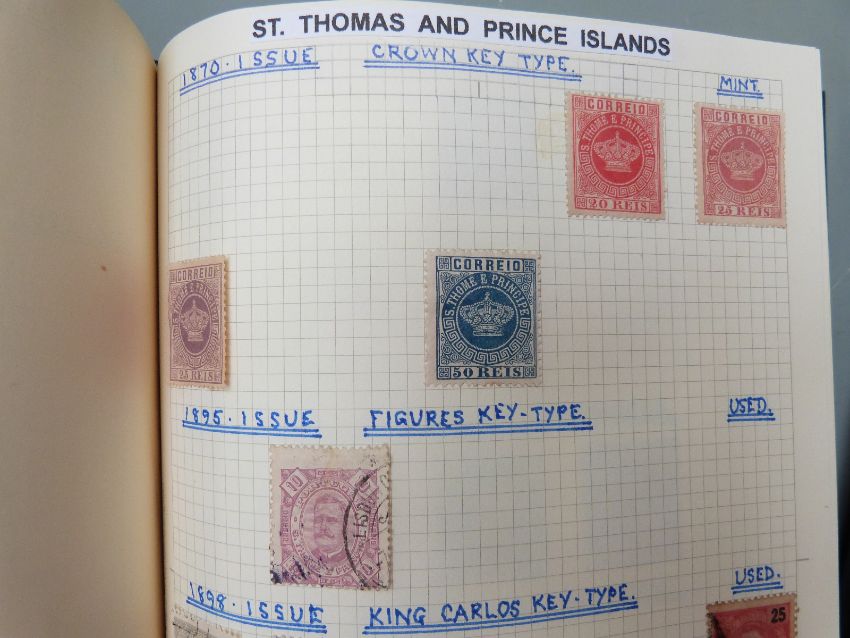 ST. THOMAS AND PRINCE ISLANDS
1870. ISSUE CROWN KEY TYPE. MINT.
CORREIO
S. THOME E PRINCIPE
20 REIS
CORREIO
S. THOME E PRINCIPE
25 REIS
CORREIO
S. THOME E PRINCIPE
25 REIS
CORREIO
S. THOME E PRINCIPE
50 REIS
1895. ISSUE FIGURES KEY-TYPE. USED.
10
1898. ISSUE KING CARLOS KEY-TYPE. USED.
25